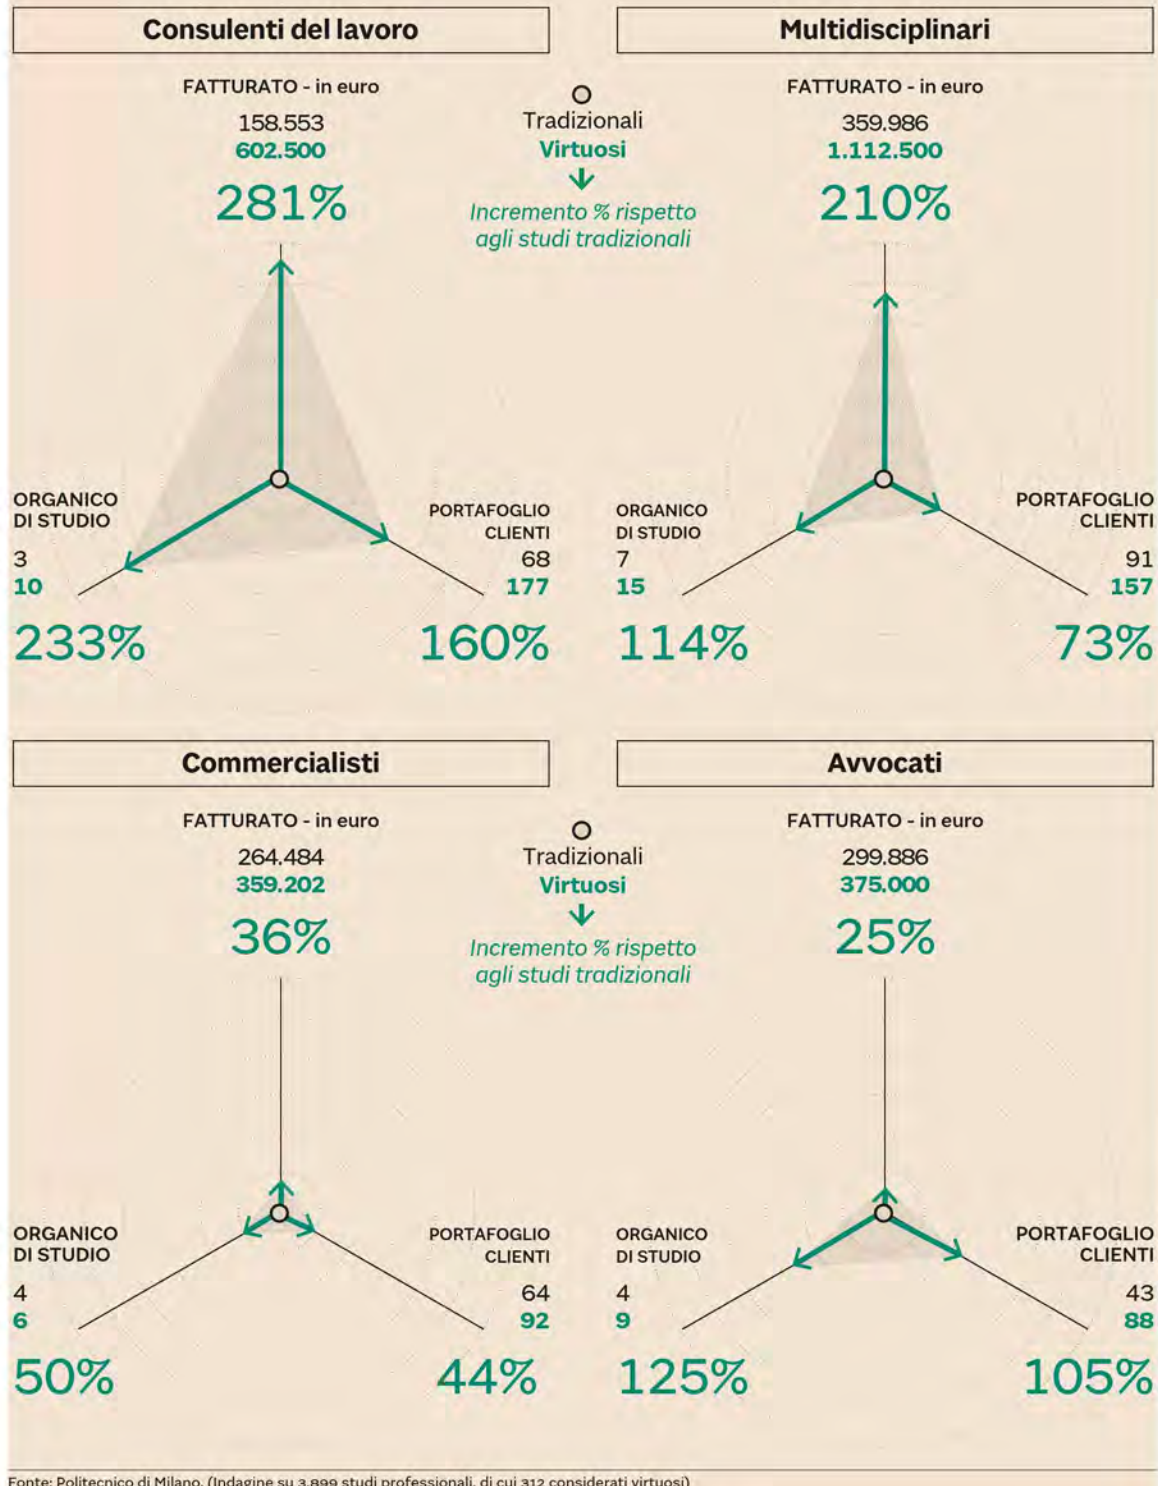 Consulenti del lavoro
FATTURATO - in euro
158.553
602.500
281%
ORGANICO
DI STUDIO
3
10
233%
PORTAFOGLIO
CLIENTI
68
177
160%
Tradizionali
Virtuosi
Incremento % rispetto
agli studi tradizionali
Multidisciplinari
FATTURATO - in euro
359.986
1.112.500
210%
ORGANICO
DI STUDIO
7
15
114%
PORTAFOGLIO
CLIENTI
91
157
73%
Commercialisti
FATTURATO - in euro
264.484
359.202
36%
ORGANICO
DI STUDIO
4
6
50%
PORTAFOGLIO
CLIENTI
64
92
44%
Tradizionali
Virtuosi
Incremento % rispetto
agli studi tradizionali
Avvocati
FATTURATO - in euro
299.886
375.000
25%
ORGANICO
DI STUDIO
4
9
125%
PORTAFOGLIO
CLIENTI
43
88
105%
Fonte: Politecnico di Milano. (Indagine su 3.899 studi professionali, di cui 312 considerati virtuosi)